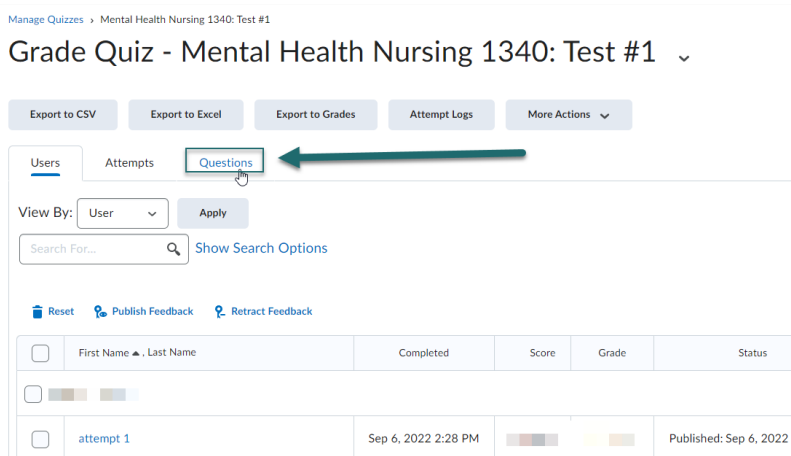 Manage Quizzes › Mental Health Nursing 1340: Test #1
Grade Quiz - Mental Health Nursing 1340: Test #1
Export to CSV Export to Excel Export to Grades Attempt Logs More Actions
Users Attempts Questions
View By: User Apply
Search For... Show Search Options
Reset Publish Feedback Retract Feedback
First Name ▲ , Last Name Completed Score Grade Status
attempt 1 Sep 6, 2022 2:28 PM Published: Sep 6, 2022